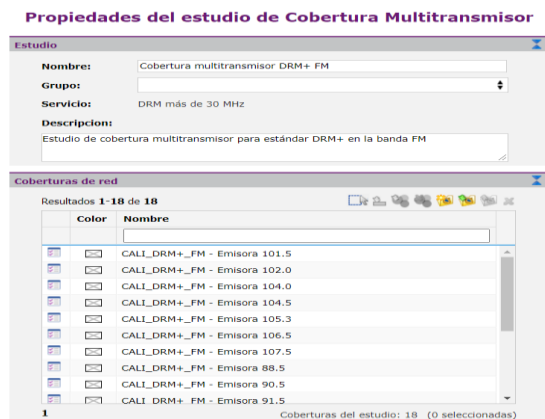 Propiedades del estudio de Cobertura Multitransmisor
Estudio
Nombre: Cobertura multitransmisor DRM+ FM
Grupo:
Servicio: DRM más de 30 MHz
Descripcion:
Estudio de cobertura multitransmisor para estándar DRM+ en la banda FM
Coberturas de red
Resultados 1-18 de 18
Color Nombre
CALI_DRM+_FM - Emisora 101.5
CALI_DRM+_FM - Emisora 102.0
CALI_DRM+_FM - Emisora 104.0
CALI_DRM+_FM - Emisora 104.5
CALI_DRM+_FM - Emisora 105.3
CALI_DRM+_FM - Emisora 106.5
CALI_DRM+_FM - Emisora 107.5
CALI_DRM+_FM - Emisora 88.5
CALI_DRM+_FM - Emisora 90.5
CALI_DRM+_FM - Emisora 91.5
1 Coberturas del estudio: 18 (0 seleccionadas)